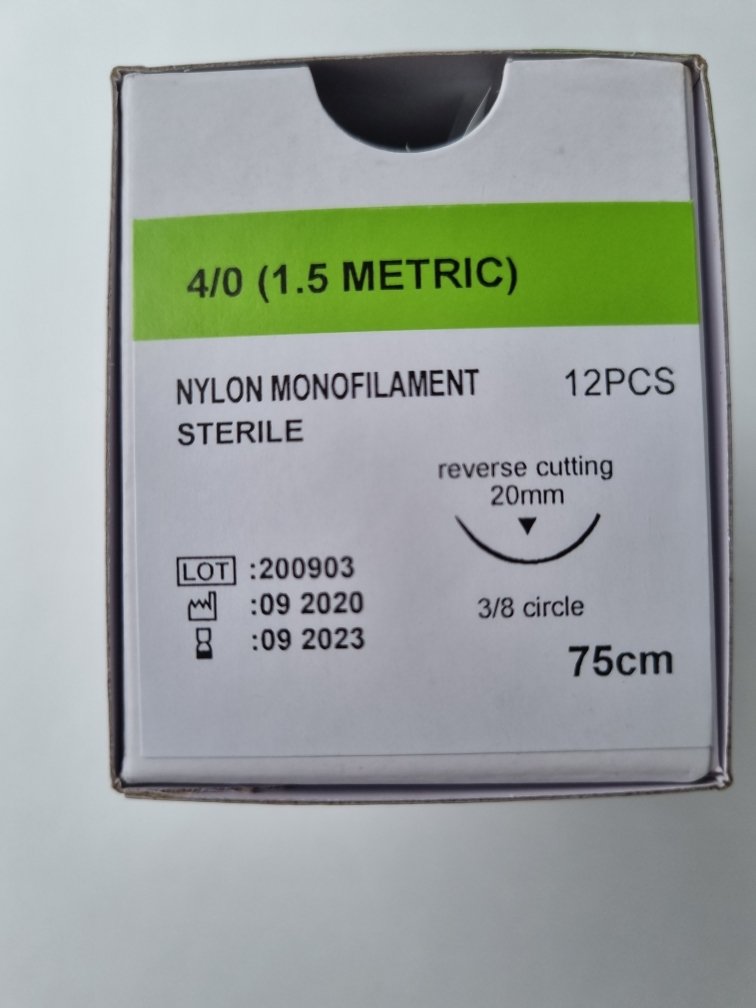 4/0 (1.5 METRIC)
NYLON MONOFILAMENT 12PCS
STERILE
reverse cutting
20mm
LOT :200903
:09 2020
:09 2023
3/8 circle
75cm